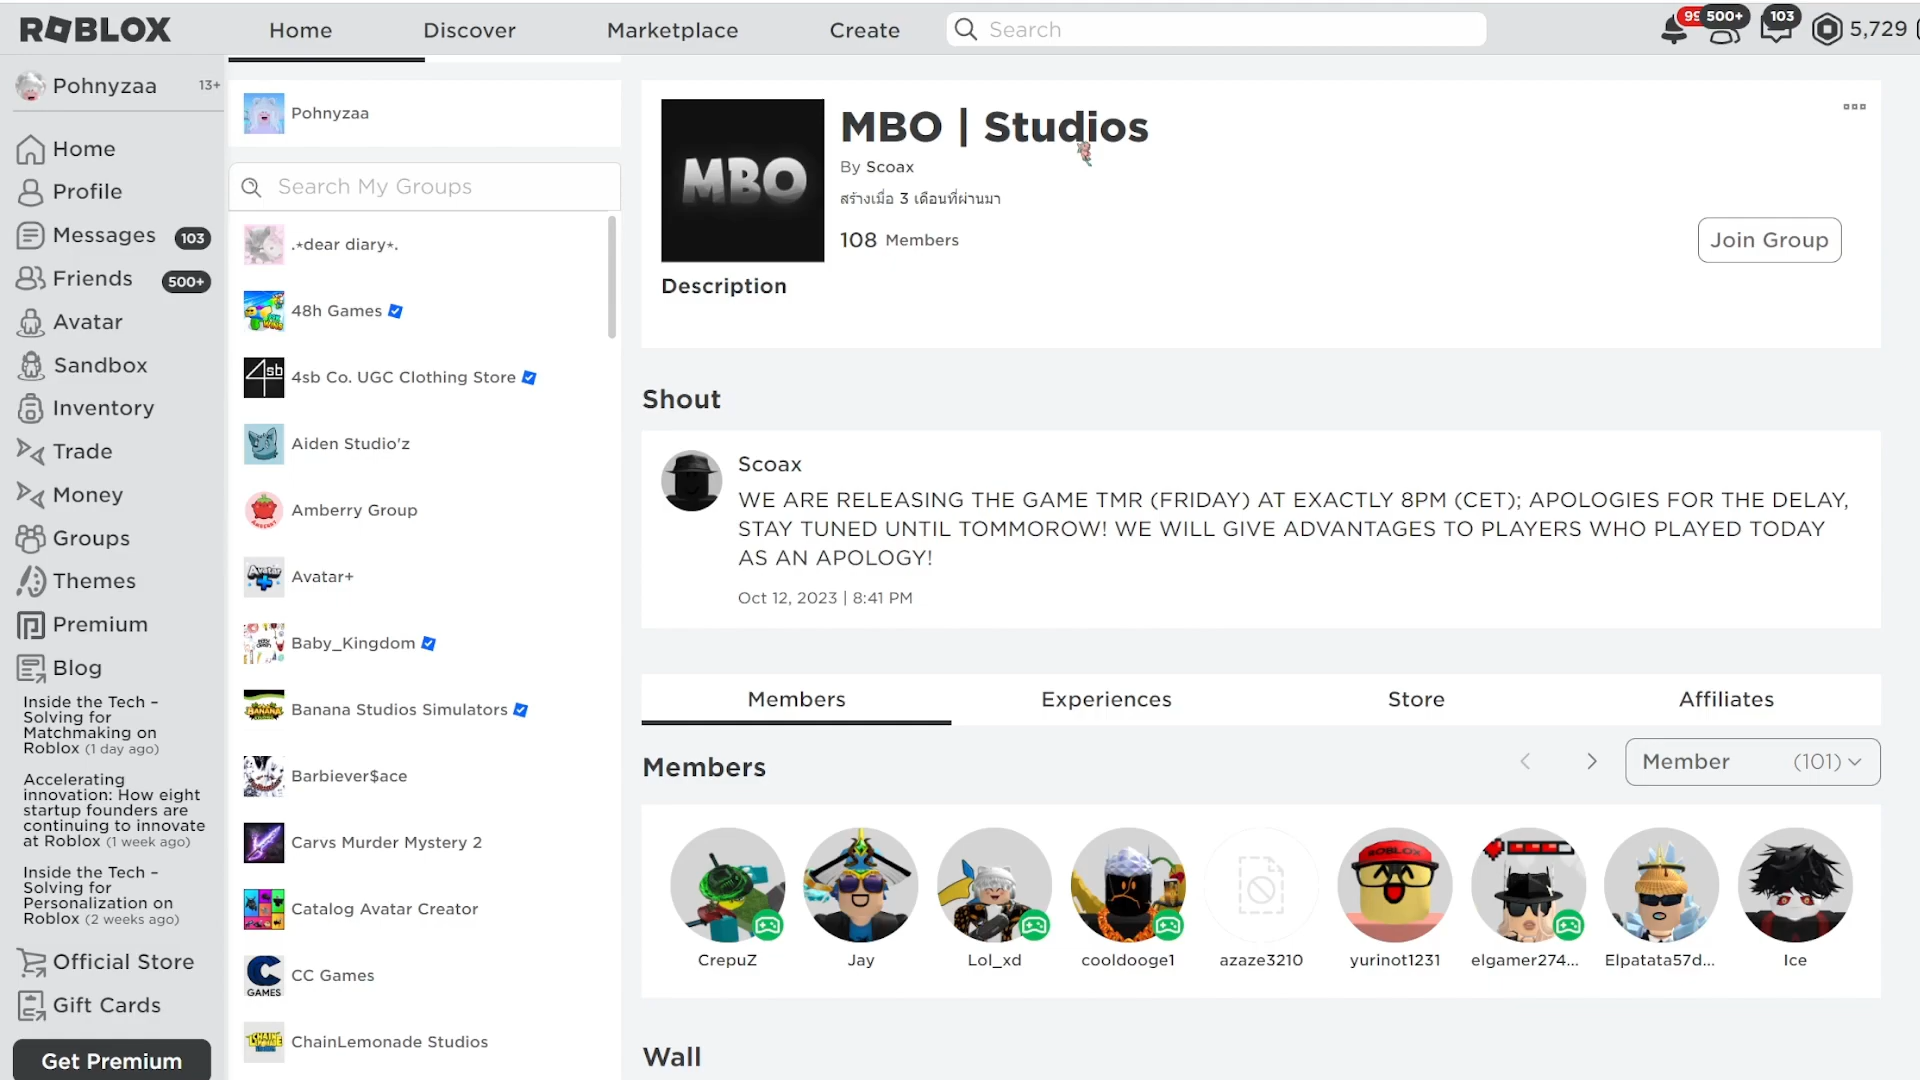 ROBLOX
Home
Discover
Marketplace
Create
Search
99
500+
103
5,729
Pohnyzaa
13+
Home
Profile
Messages
103
Friends
500+
Avatar
Sandbox
Inventory
Trade
Money
Groups
Themes
Premium
Blog
Inside the Tech –
Solving for
Matchmaking on
Roblox (1 day ago)
Accelerating
innovation: How eight
startup founders are
continuing to innovate
at Roblox (1 week ago)
Inside the Tech –
Solving for
Personalization on
Roblox (2 weeks ago)
Official Store
Gift Cards
Get Premium
Pohnyzaa
Search My Groups
.⋆dear diary⋆.
48h Games
4sb
4sb Co. UGC Clothing Store
Aiden Studio'z
Amberry Group
Avatar
Avatar+
Baby_Kingdom
BANANA
Banana Studios Simulators
Barbiever$ace
Carvs Murder Mystery 2
Catalog Avatar Creator
C
GAMES
CC Games
ChainLemonade Studios
MBO
MBO | Studios
By Scoax
สร้างเมื่อ 3 เดือนที่ผ่านมา
108 Members
Join Group
Description
Shout
Scoax
WE ARE RELEASING THE GAME TMR (FRIDAY) AT EXACTLY 8PM (CET); APOLOGIES FOR THE DELAY,
STAY TUNED UNTIL TOMMOROW! WE WILL GIVE ADVANTAGES TO PLAYERS WHO PLAYED TODAY
AS AN APOLOGY!
Oct 12, 2023 | 8:41 PM
Members
Experiences
Store
Affiliates
Members
Member (101)
ROBLOX
CrepuZ
Jay
Lol_xd
cooldooge1
azaze3210
yurinot1231
elgamer274...
Elpatata57d...
Ice
Wall